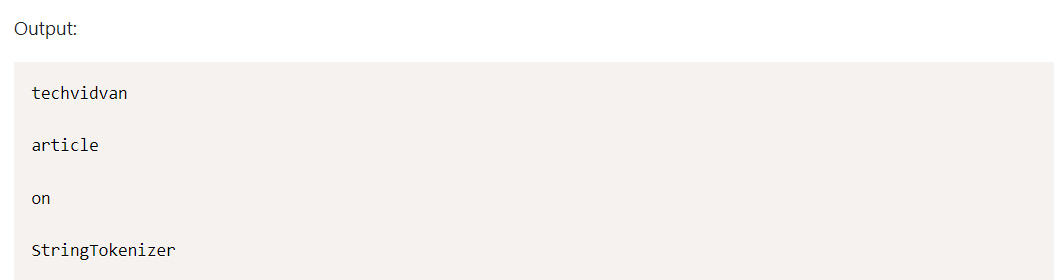 Output:
techvidvan
article
on
StringTokenizer